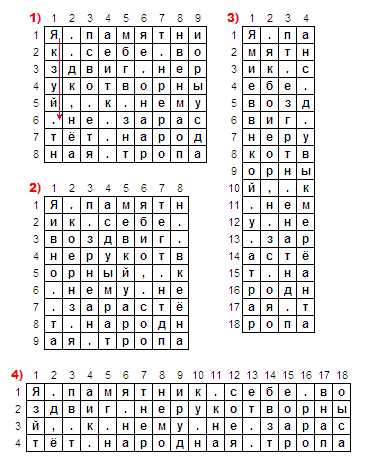 1) 1 2 3 4 5 6 7 8 9
1 Я . п а м я т н и
2 к . с е б е . в о
3 з д в и г . н е р
4 у к о т в о р н ы
5 й , . к . н е м у
6 . н е . з а р а с
7 т ё т . н а р о д
8 н а я . т р о п а
2) 1 2 3 4 5 6 7 8
1 Я . п а м я т н
2 и к . с е б е .
3 в о з д в и г .
4 н е р у к о т в
5 о р н ы й , . к
6 . н е м у . н е
7 . з а р а с т ё
8 т . н а р о д н
9 а я . т р о п а
3) 1 2 3 4
1 Я . п а
2 м я т н
3 и к . с
4 е б е .
5 в о з д
6 в и г .
7 н е р у
8 к о т в
9 о р н ы
10 й , . к
11 . н е м
12 у . н е
13 . з а р
14 а с т ё
15 т . н а
16 р о д н
17 а я . т
18 р о п а
4) 1 2 3 4 5 6 7 8 9 10 11 12 13 14 15 16 17 18
1 Я . п а м я т н и к . с е б е . в о
2 з д в и г . н е р у к о т в о р н ы
3 й , . к . н е м у . н е . з а р а с
4 т ё т . н а р о д н а я . т р о п а